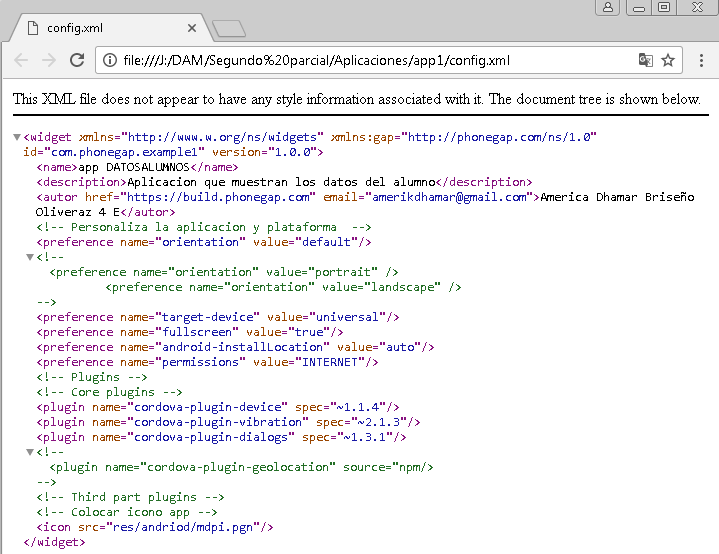 config.xml
file:///J:/DAM/Segundo%20parcial/Aplicaciones/app1/config.xml
This XML file does not appear to have any style information associated with it. The document tree is shown below.
<widget xmlns="http://www.w.org/ns/widgets" xmlns:gap="http://phonegap.com/ns/1.0"
id="com.phonegap.example1" version="1.0.0">
<name>app DATOSALUMNOS</name>
<description>Aplicacion que muestran los datos del alumno</description>
<autor href="https://build.phonegap.com" email="amerikdhamar@gmail.com">America Dhamar Briseño
Oliveraz 4 E</autor>
<!-- Personaliza la aplicacion y plataforma  -->
<preference name="orientation" value="default"/>
<!--
<preference name="orientation" value="portrait" />
<preference name="orientation" value="landscape" />
-->
<preference name="target-device" value="universal"/>
<preference name="fullscreen" value="true"/>
<preference name="android-installLocation" value="auto"/>
<preference name="permissions" value="INTERNET"/>
<!-- Plugins -->
<!-- Core plugins -->
<plugin name="cordova-plugin-device" spec="~1.1.4"/>
<plugin name="cordova-plugin-vibration" spec="~2.1.3"/>
<plugin name="cordova-plugin-dialogs" spec="~1.3.1"/>
<!--
<plugin name="cordova-plugin-geolocation" source="npm/>
-->
<!-- Third part plugins -->
<!-- Colocar icono app -->
<icon src="res/andriod/mdpi.pgn"/>
</widget>